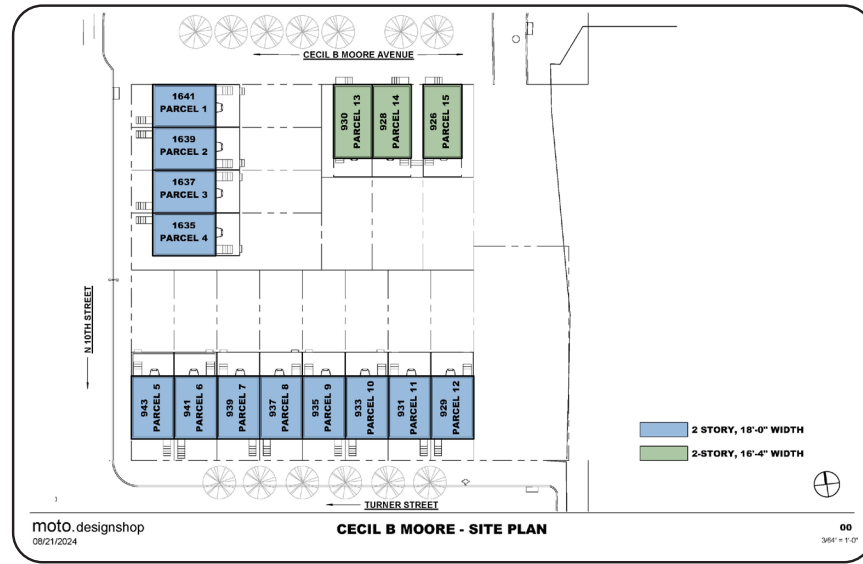 CECIL B MOORE AVENUE
1641
PARCEL 1
1639
PARCEL 2
1637
PARCEL 3
1635
PARCEL 4
930
PARCEL 13
928
PARCEL 14
926
PARCEL 15
N 10TH STREET
943
PARCEL 5
941
PARCEL 6
939
PARCEL 7
937
PARCEL 8
935
PARCEL 9
933
PARCEL 10
931
PARCEL 11
929
PARCEL 12
2 STORY, 18'-0" WIDTH
2-STORY, 16'-4" WIDTH
TURNER STREET
moto.designshop
08/21/2024
CECIL B MOORE - SITE PLAN
00
3/64" = 1'-0"